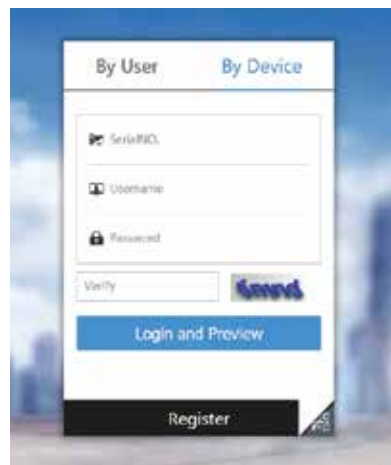 By User By Device
SerialNO.
Username
Password
Verify
Login and Preview
Register